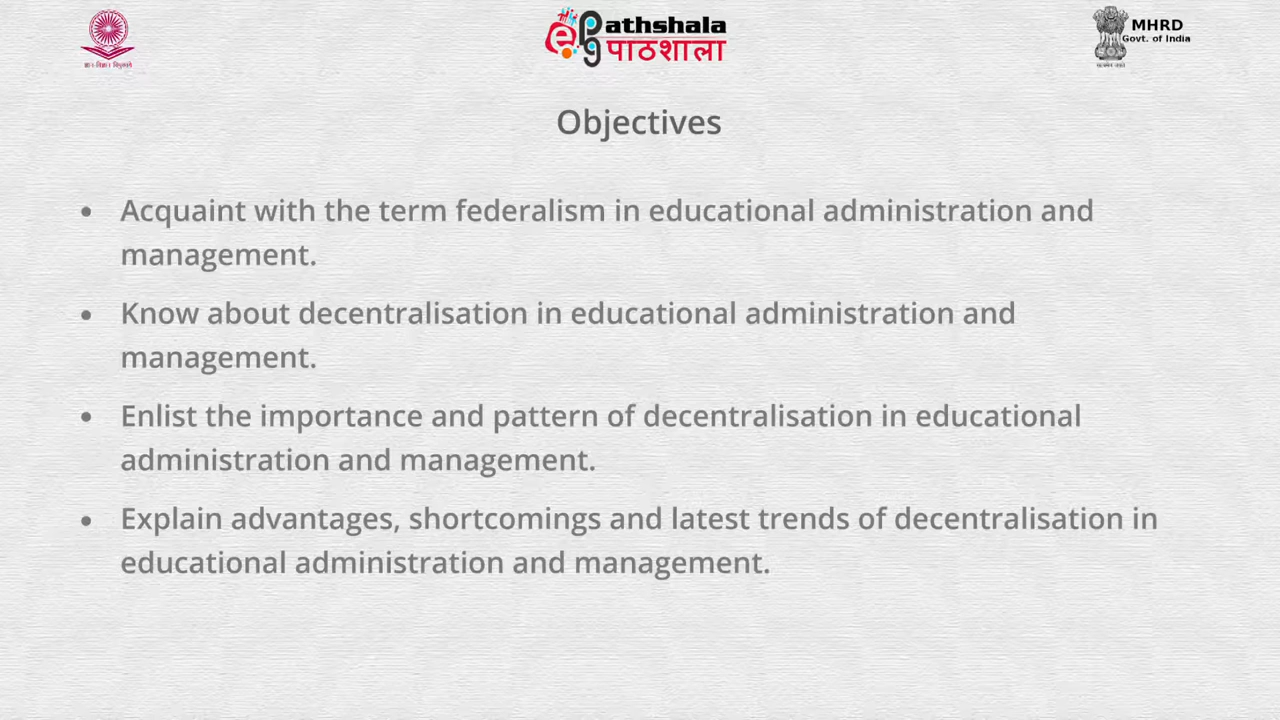 ePathshala
पाठशाला
MHRD
Govt. of India
Objectives
• Acquaint with the term federalism in educational administration and
management.
• Know about decentralisation in educational administration and
management.
• Enlist the importance and pattern of decentralisation in educational
administration and management.
• Explain advantages, shortcomings and latest trends of decentralisation in
educational administration and management.